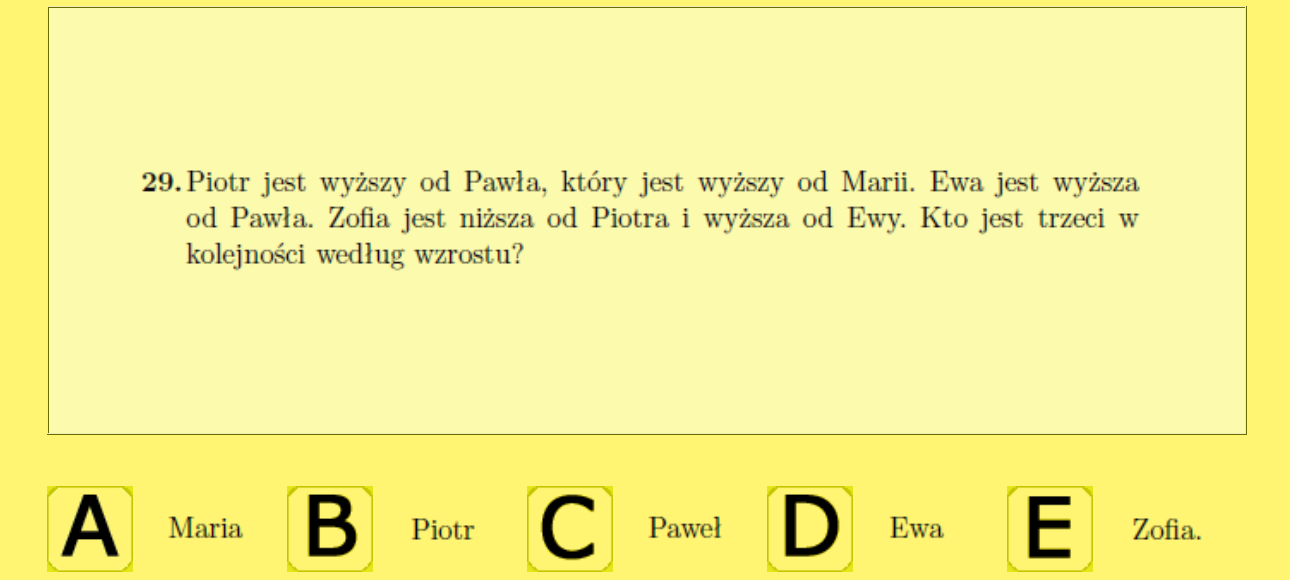 29. Piotr jest wyższy od Pawła, który jest wyższy od Marii. Ewa jest wyższa
od Pawła. Zofia jest niższa od Piotra i wyższa od Ewy. Kto jest trzeci w
kolejności według wzrostu?
A Maria B Piotr C Paweł D Ewa E Zofia.